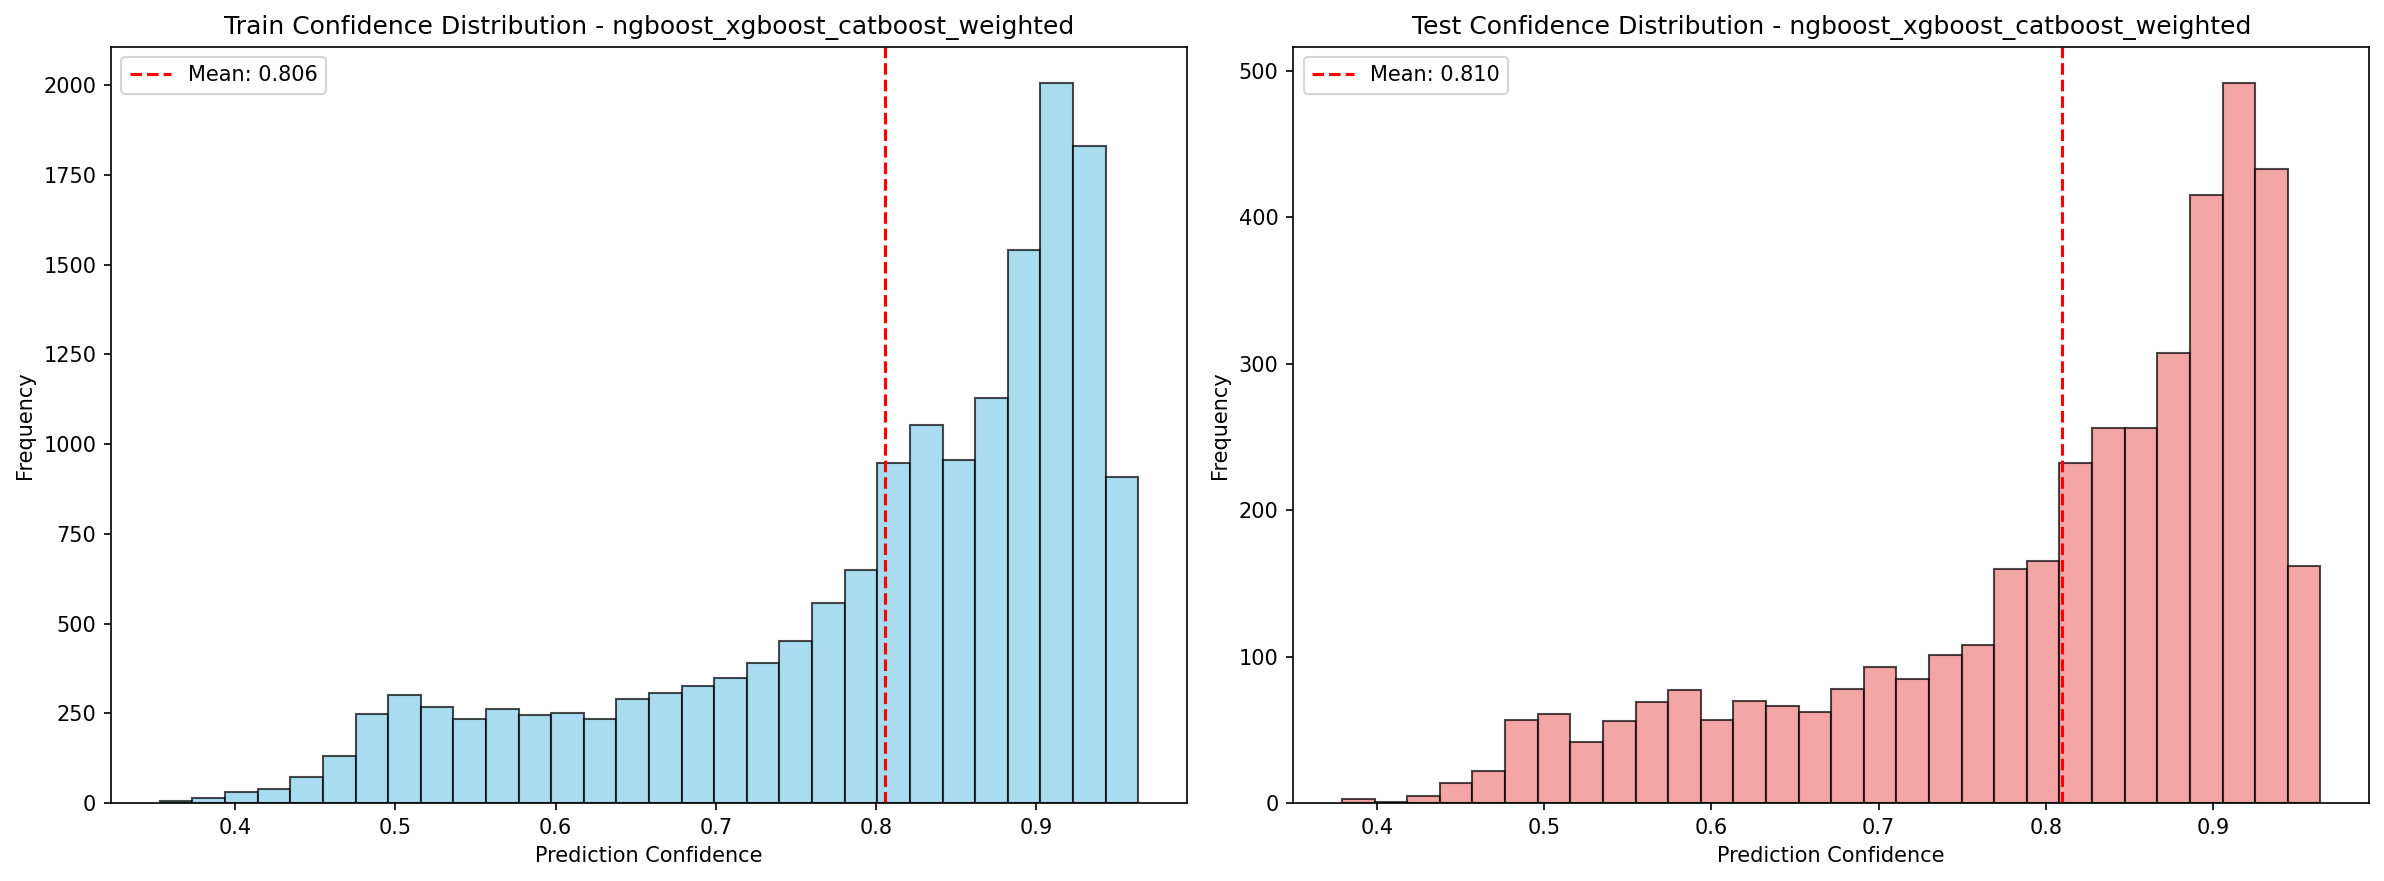 Train Confidence Distribution - ngboost_xgboost_catboost_weighted
Mean: 0.806
Frequency
2000
1750
1500
1250
1000
750
500
250
0
0.4 0.5 0.6 0.7 0.8 0.9
Prediction Confidence
Test Confidence Distribution - ngboost_xgboost_catboost_weighted
Mean: 0.810
Frequency
500
400
300
200
100
0
0.4 0.5 0.6 0.7 0.8 0.9
Prediction Confidence